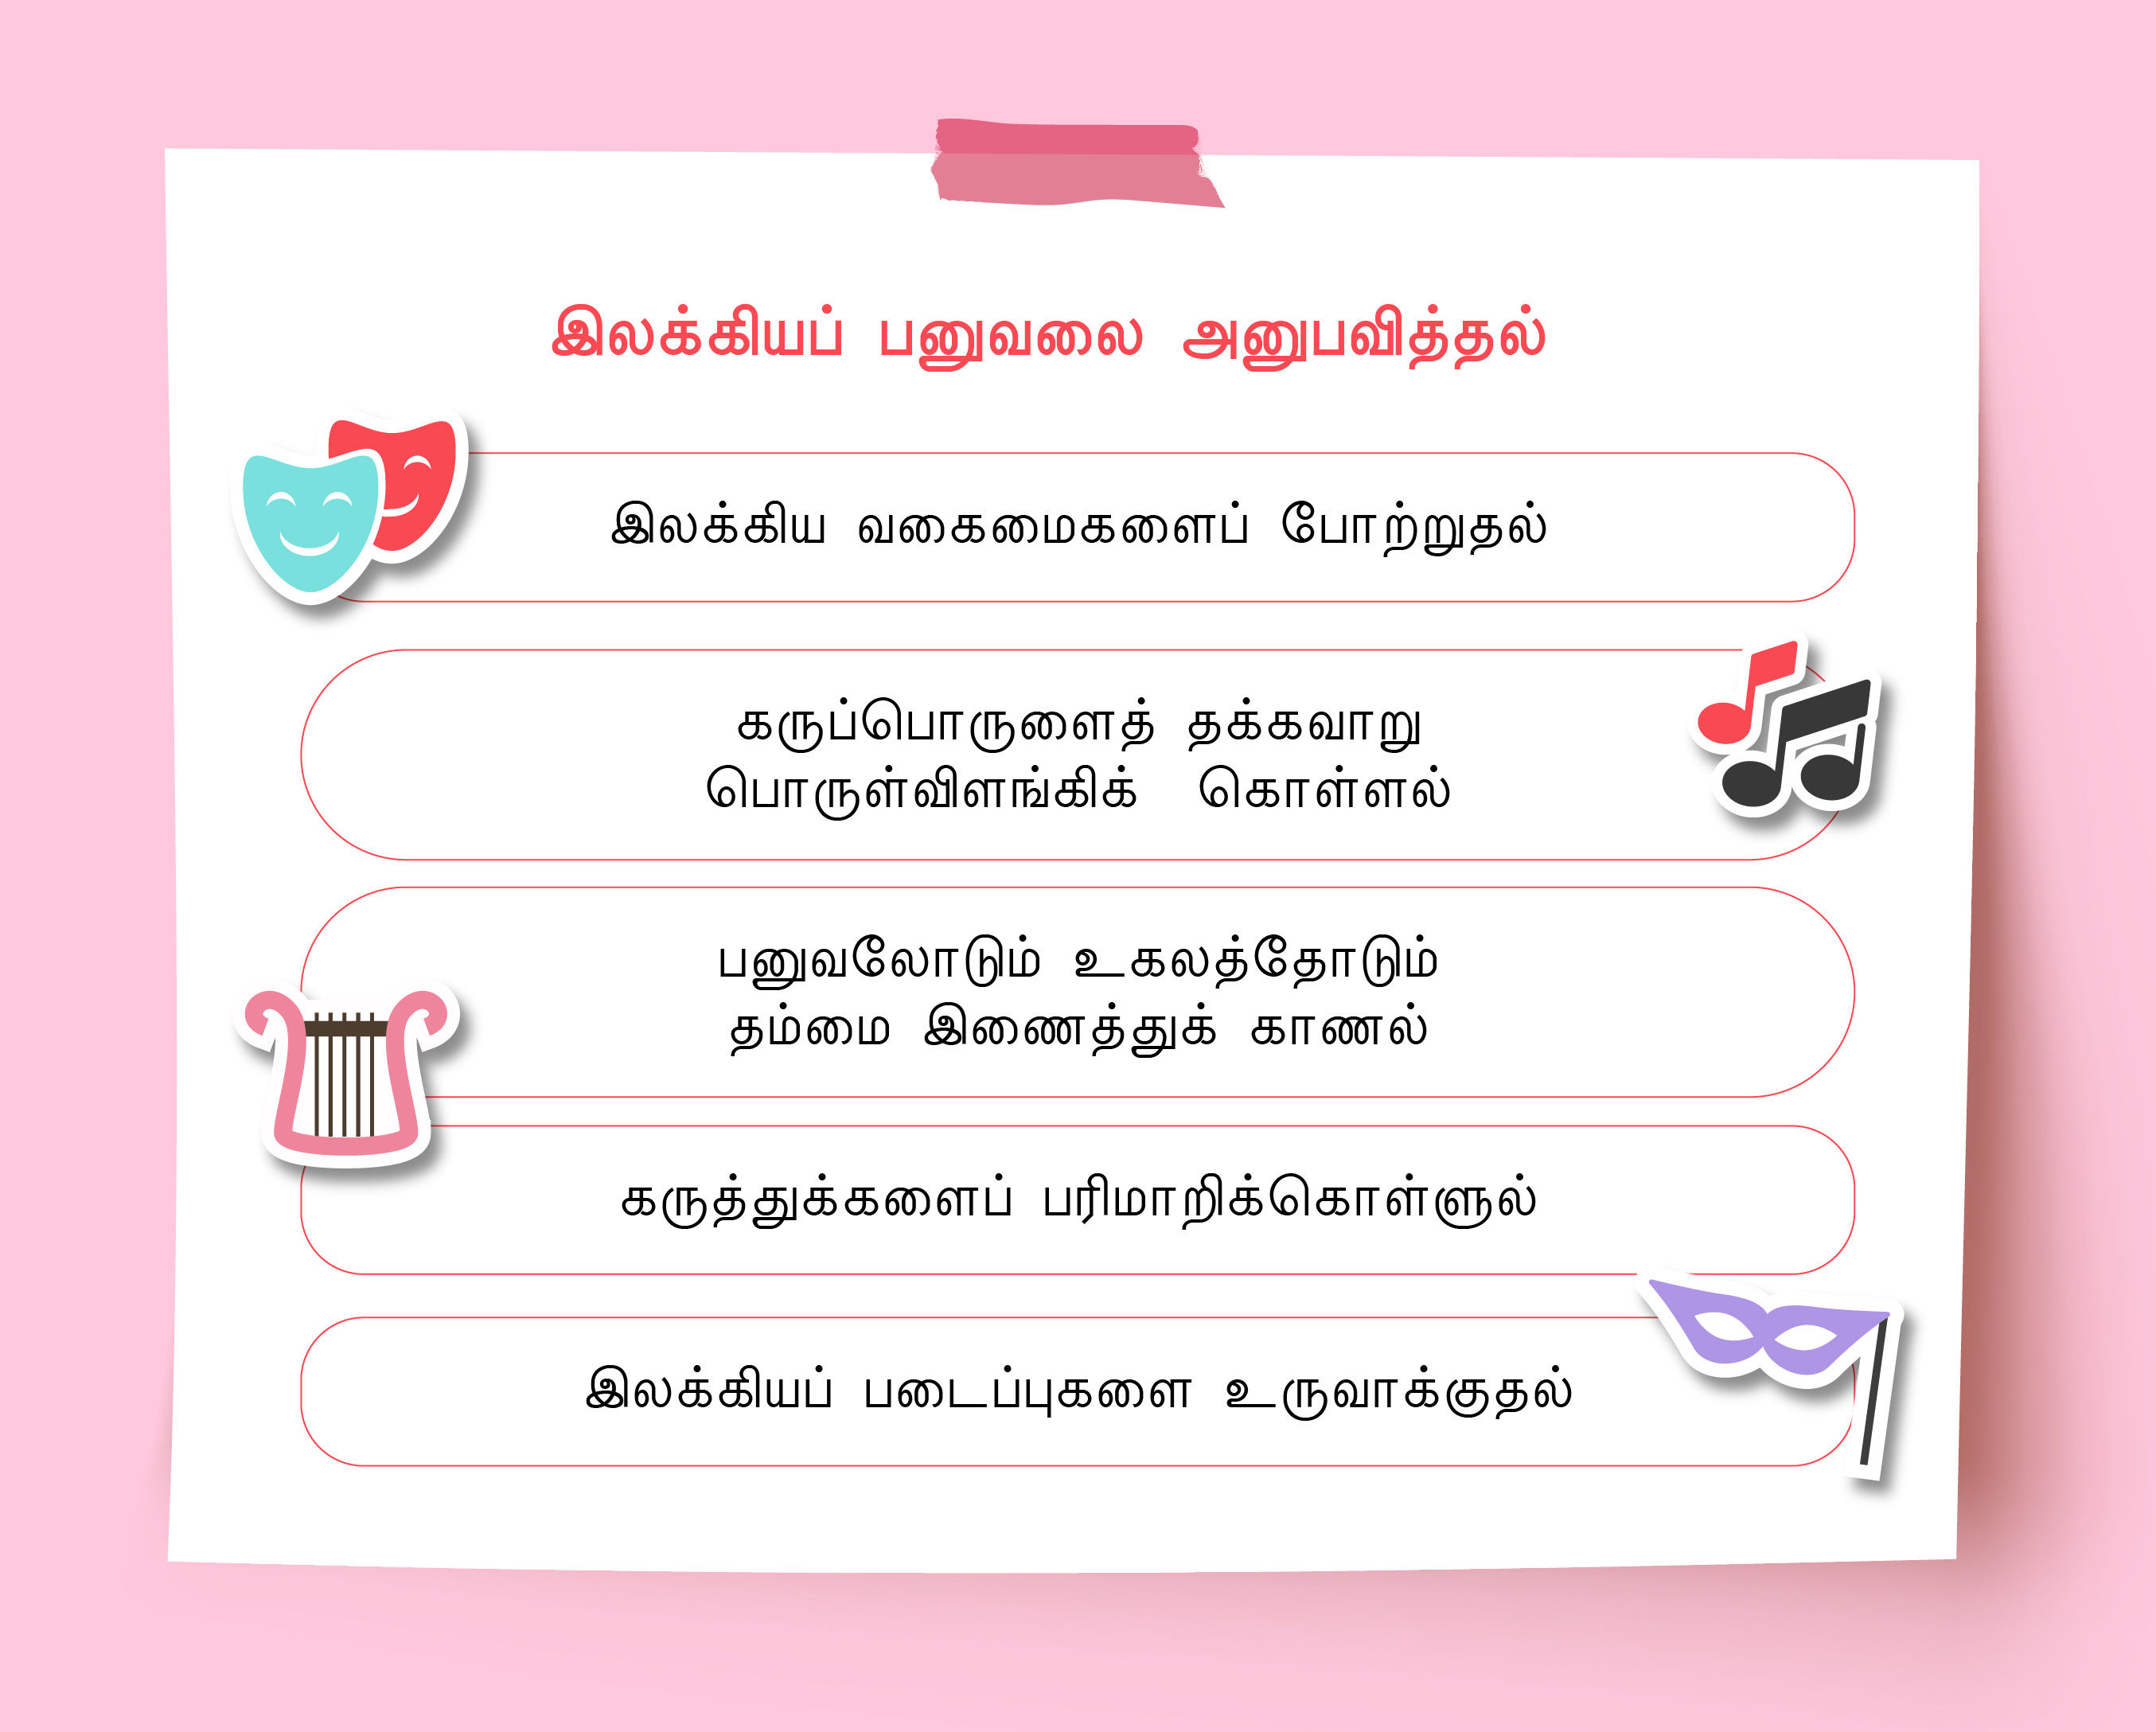 இலக்கியப் பனுவலை அனுபவித்தல்
இலக்கிய வகைமைகளைப் போற்றுதல்
கருப்பொருளைத் தக்கவாறு
பொருள்விளங்கிக் கொள்ளல்
பனுவலோடும் உகலத்தோடும்
தம்மை இணைத்துக் காணல்
கருத்துக்களைப் பரிமாறிக்கொள்ளுல்
இலக்கியப் படைப்புகளை உருவாக்குதல்